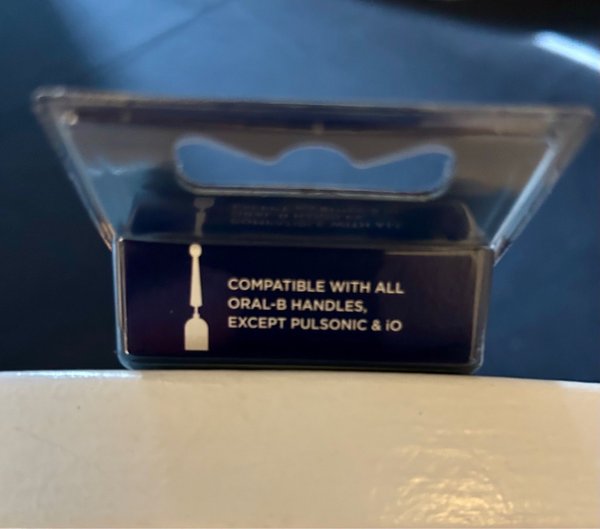 COMPATIBLE WITH ALL
ORAL-B HANDLES,
EXCEPT PULSONIC & iO